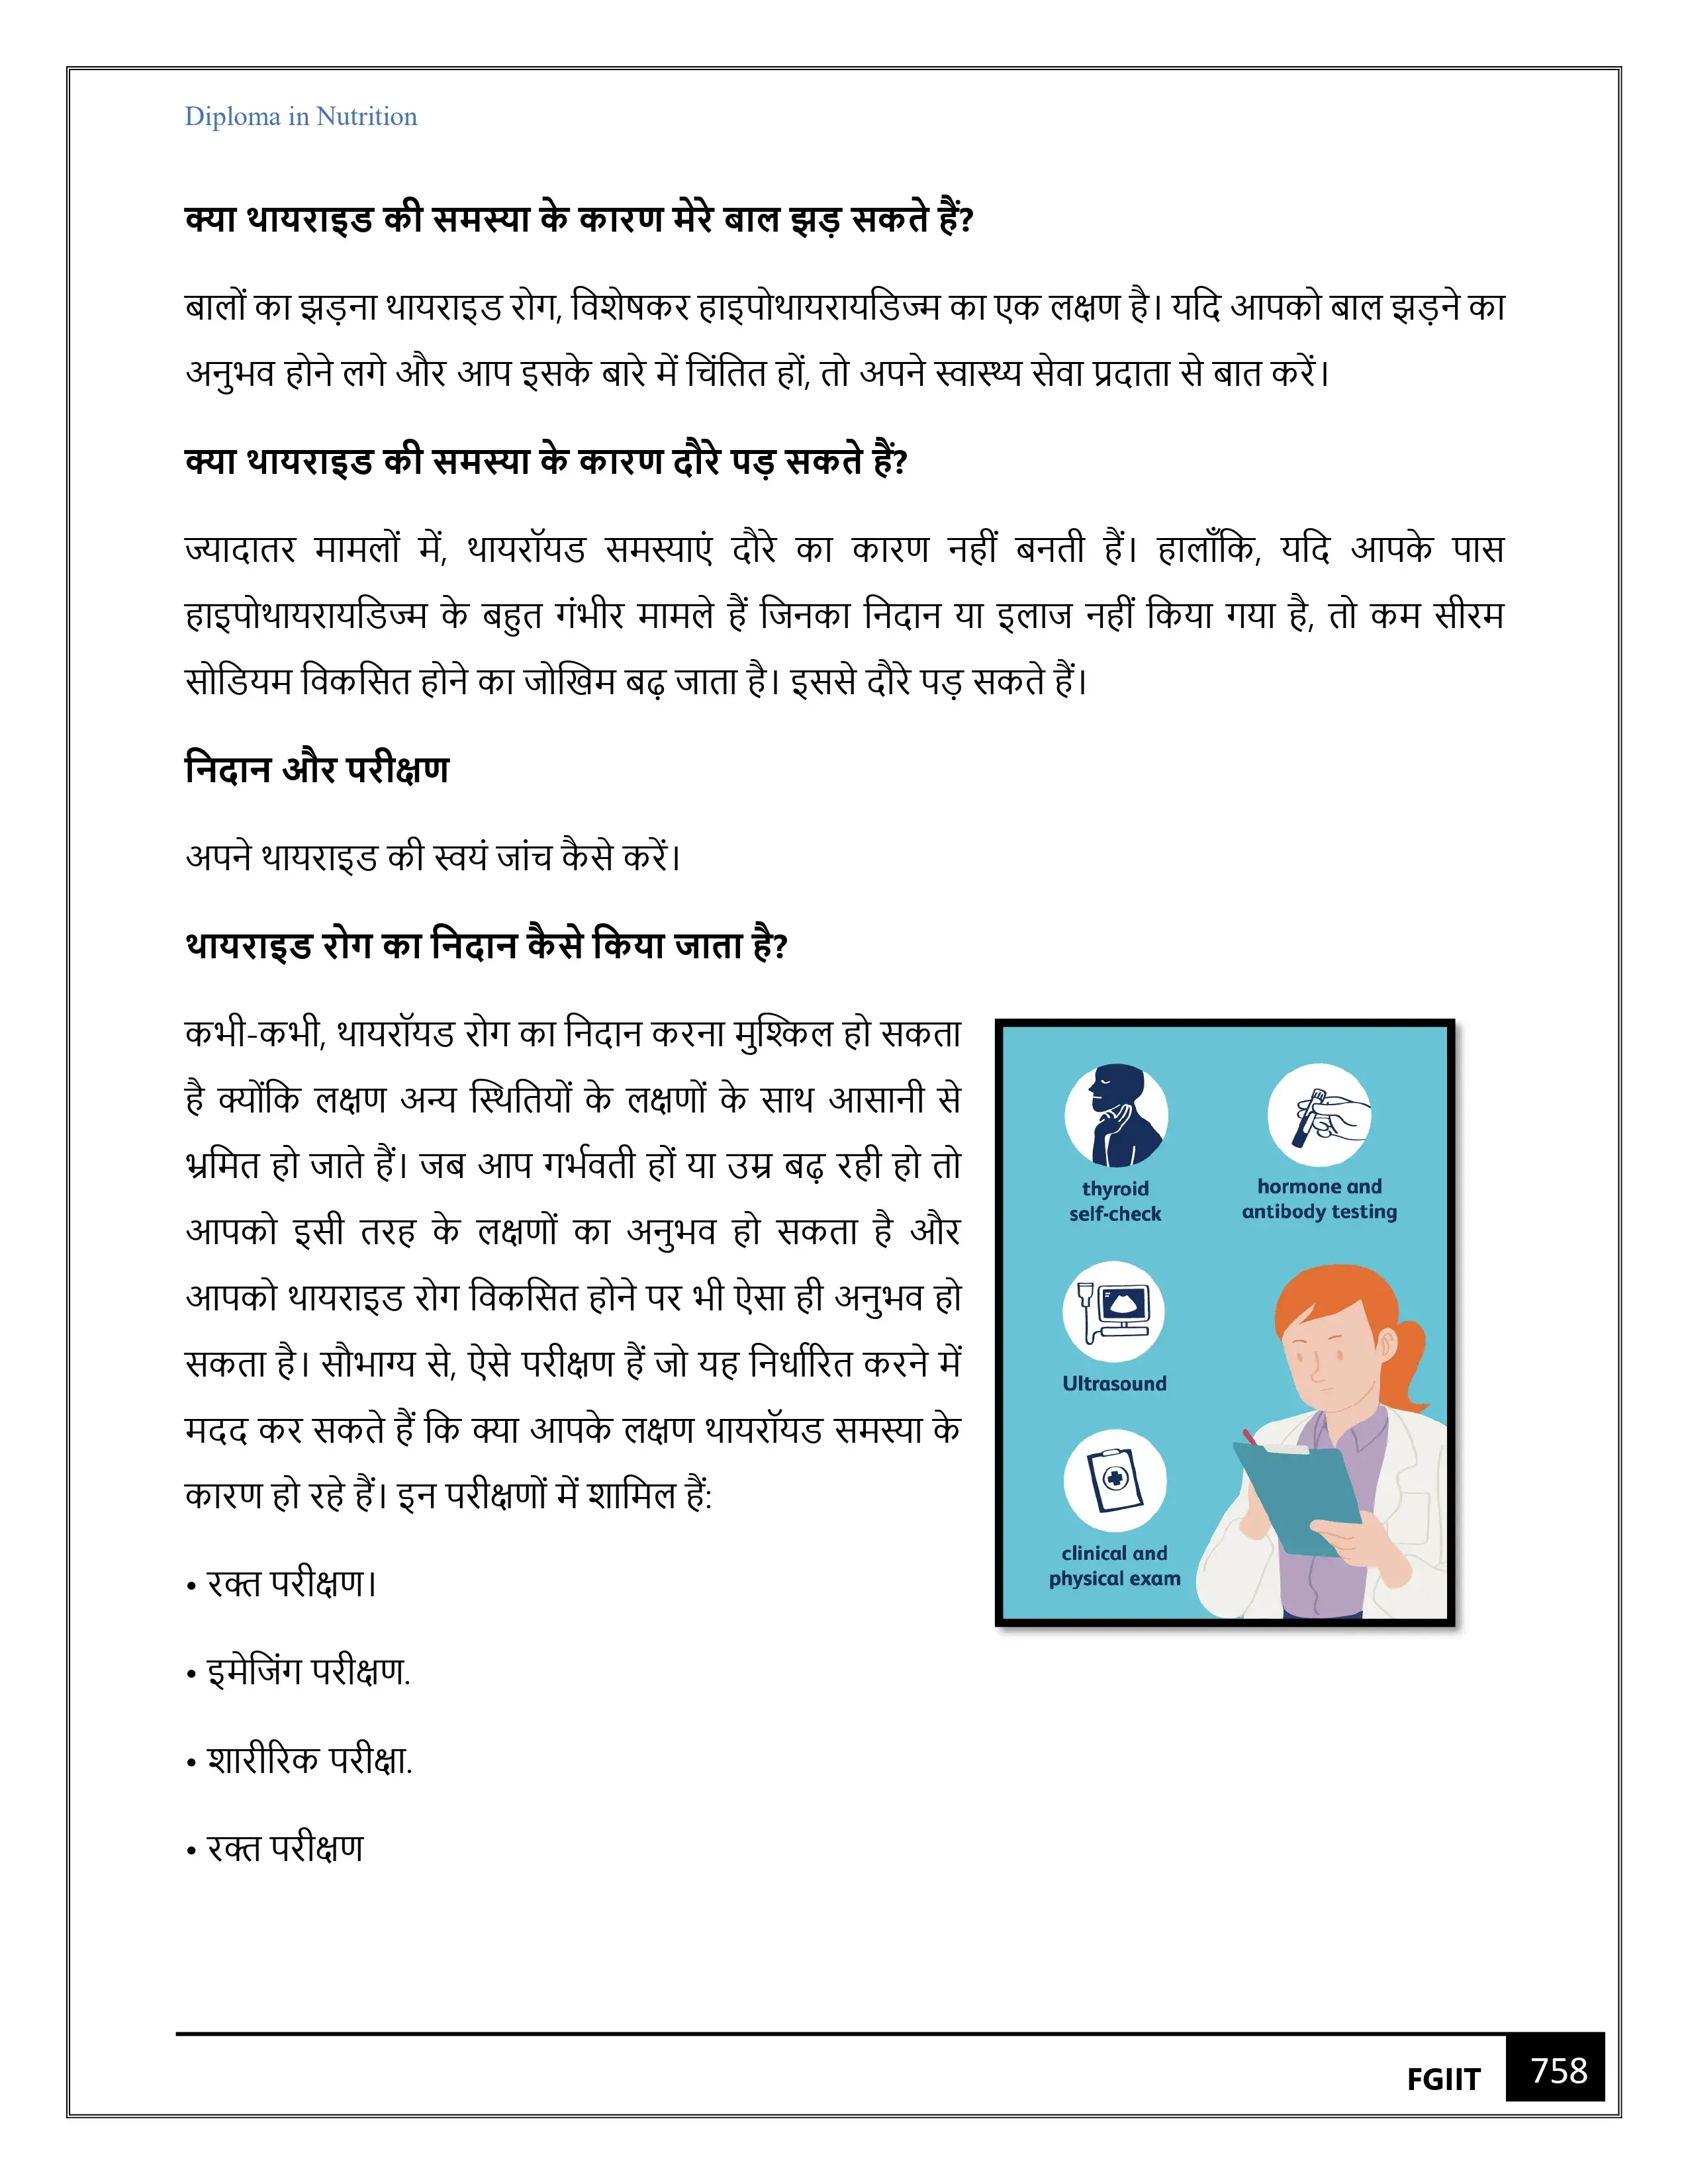 Diploma in Nutrition
क्या थायराइड की समस्या के कारण मेरे बाल झड़ सकते हैं?
बालों का झड़ना थायराइड रोग, विशेषकर हाइपोथायरायडिज्म का एक लक्षण है। यदि आपको बाल झड़ने का
अनुभव होने लगे और आप इसके बारे में चिंतित हों, तो अपने स्वास्थ्य सेवा प्रदाता से बात करें।
क्या थायराइड की समस्या के कारण दौरे पड़ सकते हैं?
ज्यादातर मामलों में, थायरॉयड समस्याएं दौरे का कारण नहीं बनती हैं। हालाँकि, यदि आपके पास
हाइपोथायरायडिज्म के बहुत गंभीर मामले हैं जिनका निदान या इलाज नहीं किया गया है, तो कम सीरम
सोडियम विकसित होने का जोखिम बढ़ जाता है। इससे दौरे पड़ सकते हैं।
निदान और परीक्षण
अपने थायराइड की स्वयं जांच कैसे करें।
थायराइड रोग का निदान कैसे किया जाता है?
कभी-कभी, थायरॉयड रोग का निदान करना मुश्किल हो सकता
है क्योंकि लक्षण अन्य स्थितियों के लक्षणों के साथ आसानी से
भ्रमित हो जाते हैं। जब आप गर्भवती हों या उम्र बढ़ रही हो तो
आपको इसी तरह के लक्षणों का अनुभव हो सकता है और
आपको थायराइड रोग विकसित होने पर भी ऐसा ही अनुभव हो
सकता है। सौभाग्य से, ऐसे परीक्षण हैं जो यह निर्धारित करने में
मदद कर सकते हैं कि क्या आपके लक्षण थायरॉयड समस्या के
कारण हो रहे हैं। इन परीक्षणों में शामिल हैं:
• रक्त परीक्षण।
• इमेजिंग परीक्षण.
• शारीरिक परीक्षा.
• रक्त परीक्षण
thyroid
self-check
hormone and
antibody testing
Ultrasound
clinical and
physical exam
FGIIT
758